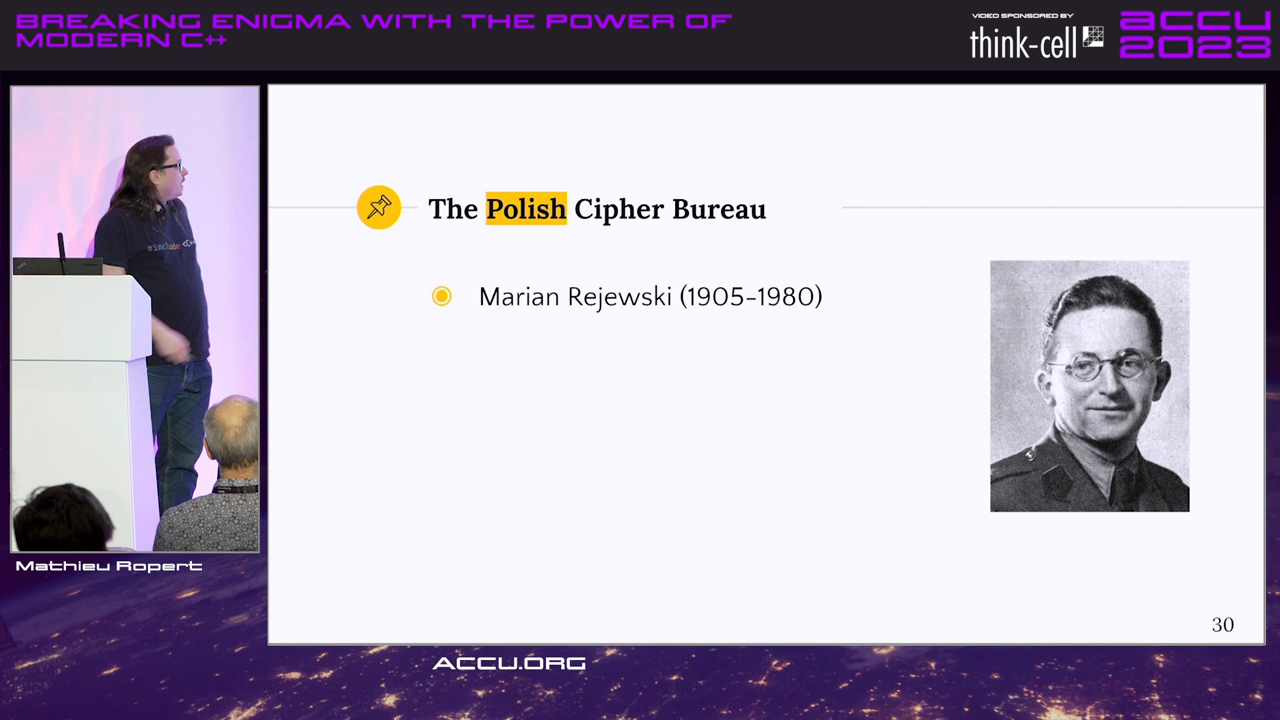 BREAKING ENIGMA WITH THE POWER OF
MODERN C++
VIDEO SPONSORED BY
think-cell
accu
2023
#include <C++
The Polish Cipher Bureau
Marian Rejewski (1905-1980)
30
Mathieu Ropert
ACCU.ORG